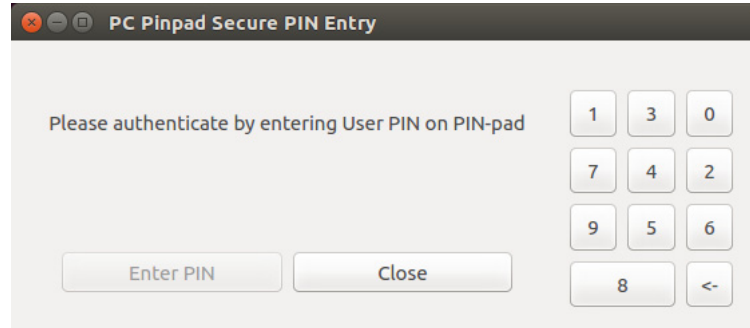 PC Pinpad Secure PIN Entry
Please authenticate by entering User PIN on PIN-pad
1 3 0
7 4 2
9 5 6
8 <-
Enter PIN Close